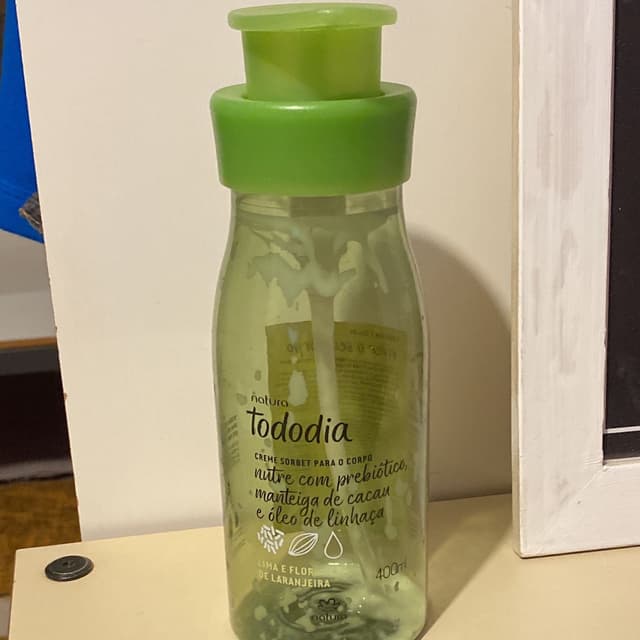 natura
tododia
CREME SORBET PARA O CORPO
nutre com prebiótico,
manteiga de cacau
e óleo de linhaça
LIMA E FLOR
DE LARANJEIRA
400ml
natura